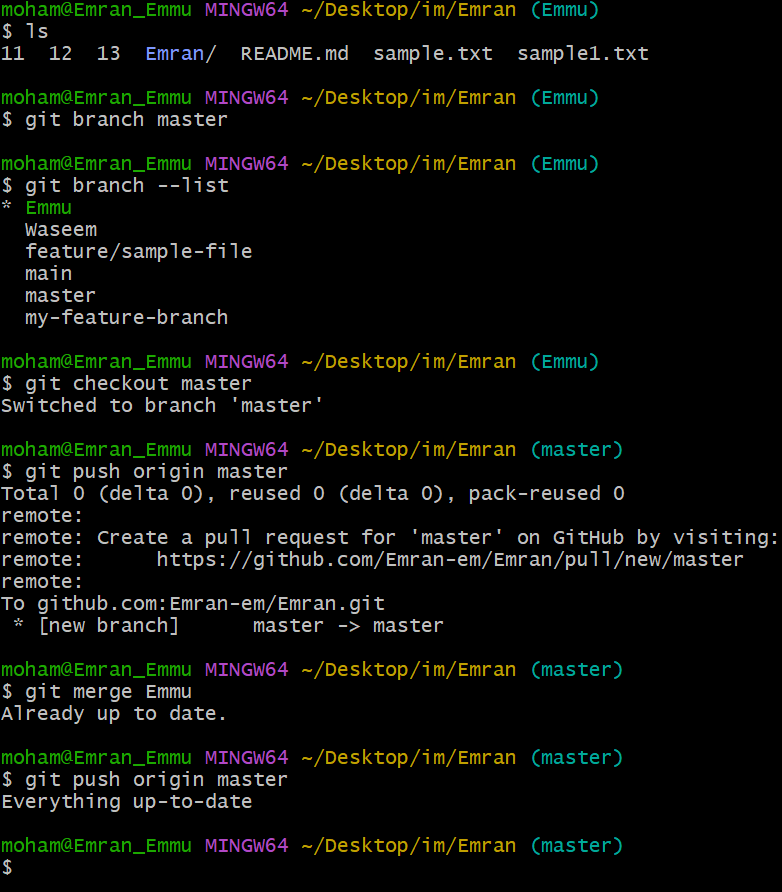 moham@Emran_Emmu MINGW64 ~/Desktop/im/Emran (Emmu)
$ ls
11  12  13  Emran/  README.md  sample.txt  sample1.txt

moham@Emran_Emmu MINGW64 ~/Desktop/im/Emran (Emmu)
$ git branch master

moham@Emran_Emmu MINGW64 ~/Desktop/im/Emran (Emmu)
$ git branch --list
* Emmu
  Waseem
  feature/sample-file
  main
  master
  my-feature-branch

moham@Emran_Emmu MINGW64 ~/Desktop/im/Emran (Emmu)
$ git checkout master
Switched to branch 'master'

moham@Emran_Emmu MINGW64 ~/Desktop/im/Emran (master)
$ git push origin master
Total 0 (delta 0), reused 0 (delta 0), pack-reused 0
remote:
remote: Create a pull request for 'master' on GitHub by visiting:
remote:      https://github.com/Emran-em/Emran/pull/new/master
remote:
To github.com:Emran-em/Emran.git
 * [new branch]      master -> master

moham@Emran_Emmu MINGW64 ~/Desktop/im/Emran (master)
$ git merge Emmu
Already up to date.

moham@Emran_Emmu MINGW64 ~/Desktop/im/Emran (master)
$ git push origin master
Everything up-to-date

moham@Emran_Emmu MINGW64 ~/Desktop/im/Emran (master)
$